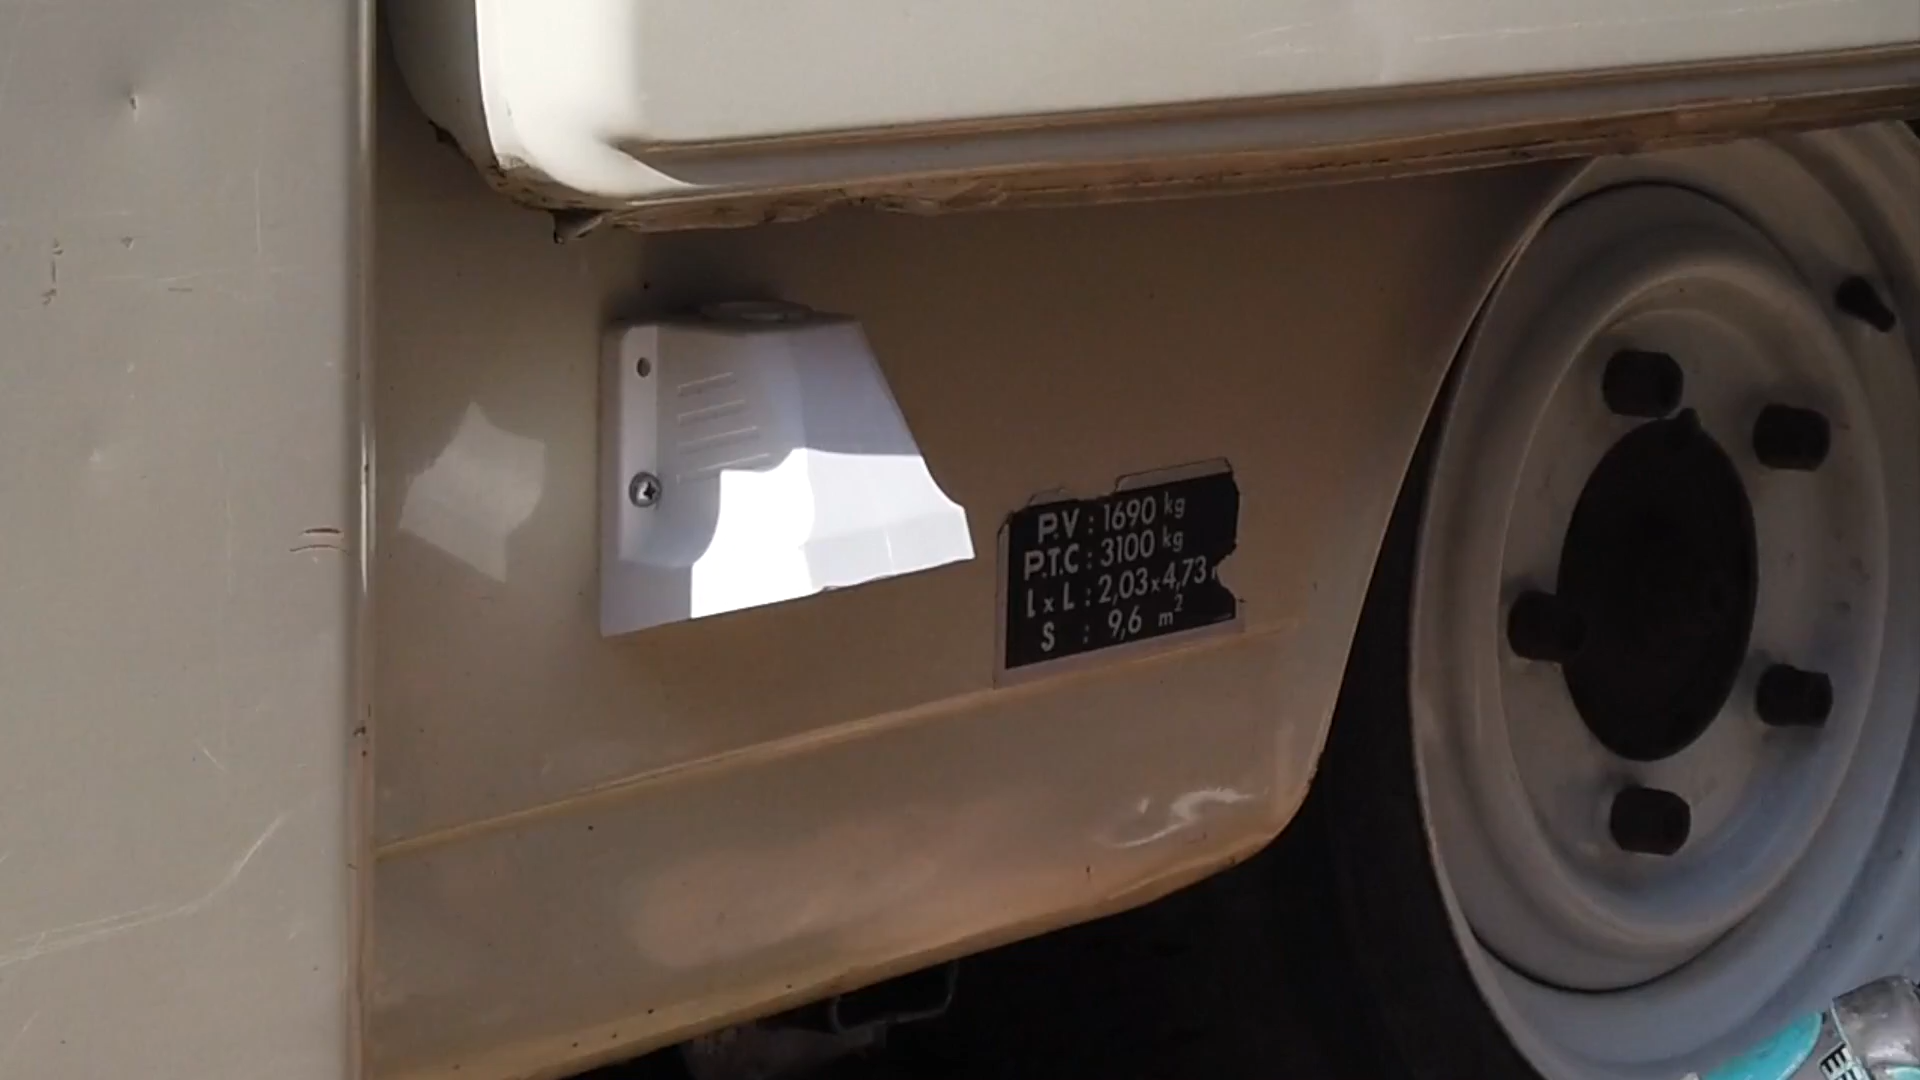 P.V : 1690 kg
P.T.C : 3100 kg
l x L : 2,03 x 4,73
S : 9,6 m²